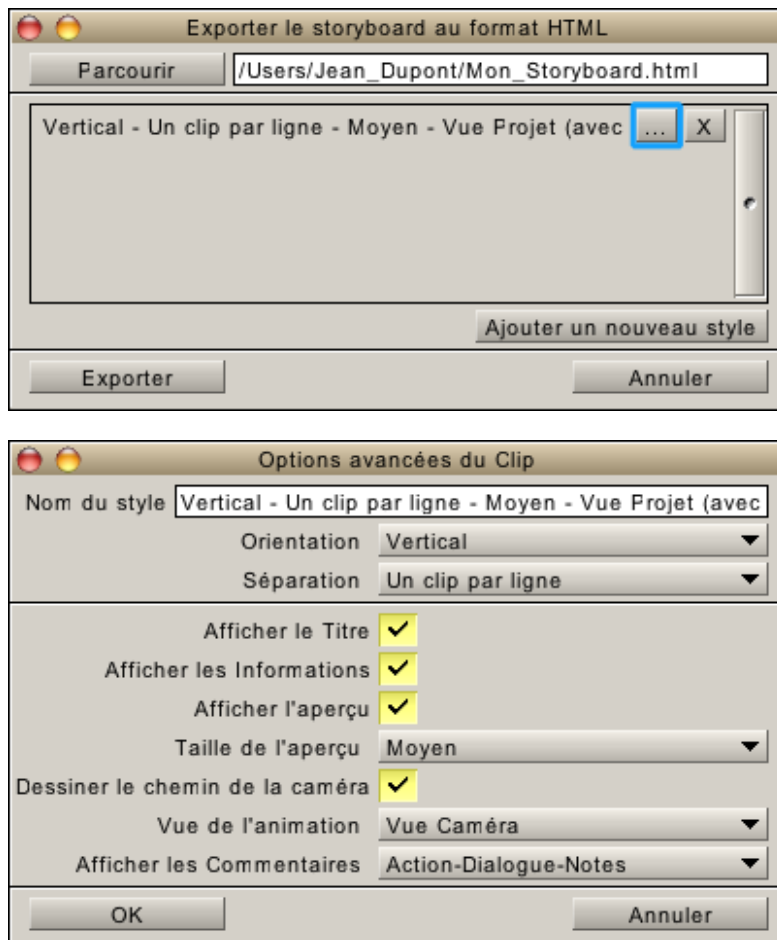 Exporter le storyboard au format HTML
Parcourir /Users/Jean_Dupont/Mon_Storyboard.html
Vertical - Un clip par ligne - Moyen - Vue Projet (avec ... X
Ajouter un nouveau style
Exporter Annuler
Options avancées du Clip
Nom du style Vertical - Un clip par ligne - Moyen - Vue Projet (avec
Orientation Vertical
Séparation Un clip par ligne
Afficher le Titre
Afficher les Informations
Afficher l'aperçu
Taille de l'aperçu Moyen
Dessiner le chemin de la caméra
Vue de l'animation Vue Caméra
Afficher les Commentaires Action-Dialogue-Notes
OK Annuler